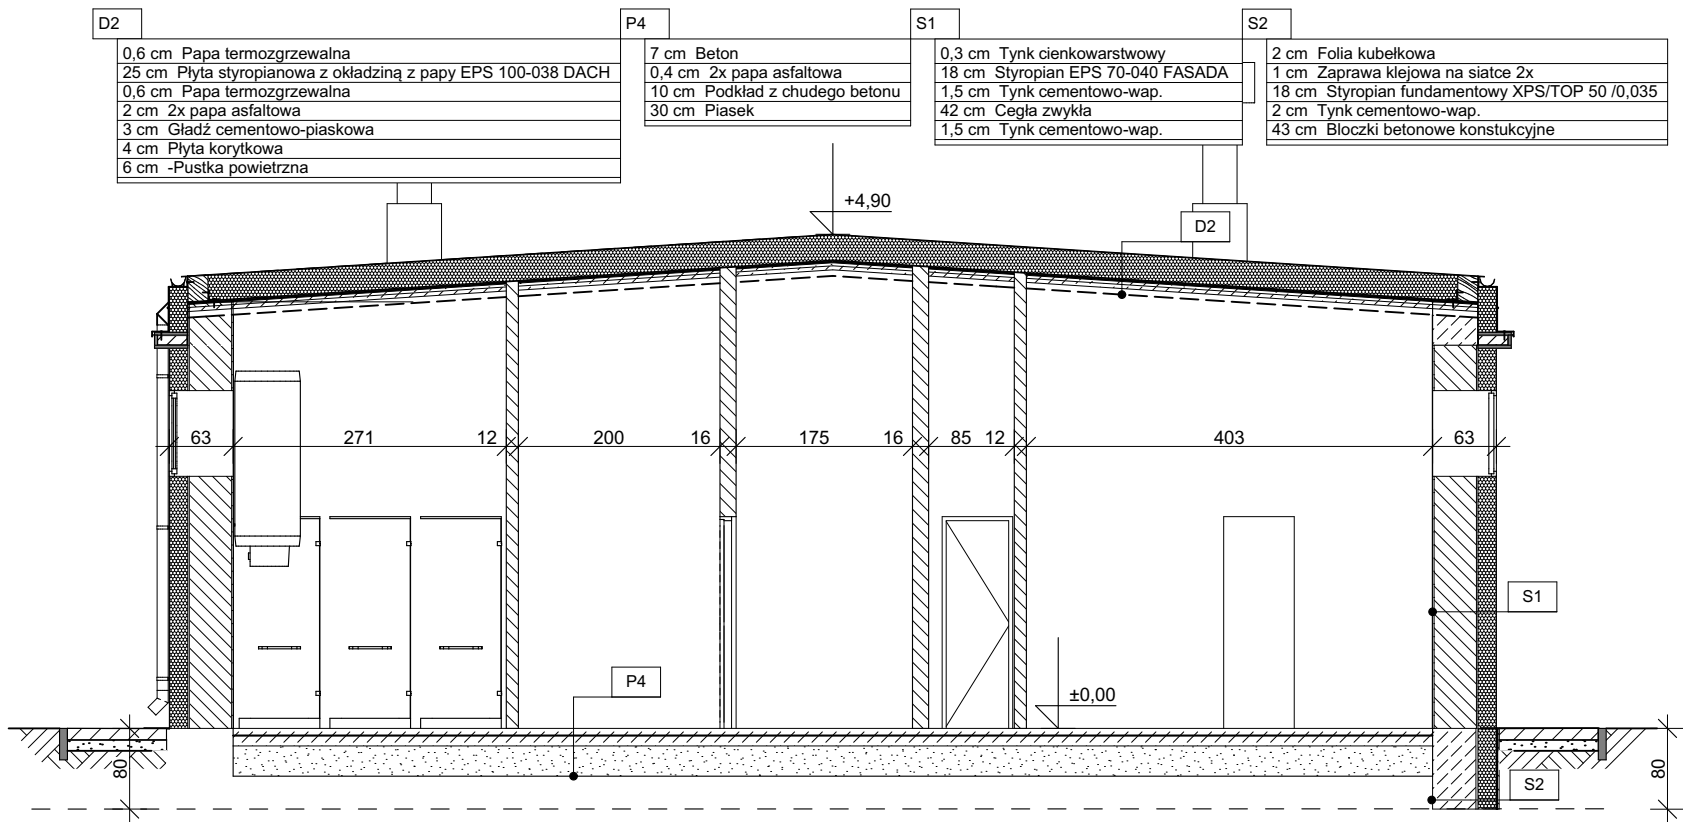 D2
0,6 cm Papa termozgrzewalna
25 cm Płyta styropianowa z okładziną z papy EPS 100-038 DACH
0,6 cm Papa termozgrzewalna
2 cm 2x papa asfaltowa
3 cm Gładź cementowo-piaskowa
4 cm Płyta korytkowa
6 cm -Pustka powietrzna
P4
7 cm Beton
0,4 cm 2x papa asfaltowa
10 cm Podkład z chudego betonu
30 cm Piasek
S1
0,3 cm Tynk cienkowarstwowy
18 cm Styropian EPS 70-040 FASADA
1,5 cm Tynk cementowo-wap.
42 cm Cegła zwykła
1,5 cm Tynk cementowo-wap.
S2
2 cm Folia kubełkowa
1 cm Zaprawa klejowa na siatce 2x
18 cm Styropian fundamentowy XPS/TOP 50 /0,035
2 cm Tynk cementowo-wap.
43 cm Bloczki betonowe konstukcyjne
+4,90
D2
63 271 12 200 16 175 16 85 12 403 63
S1
P4
±0,00
80
80
S2